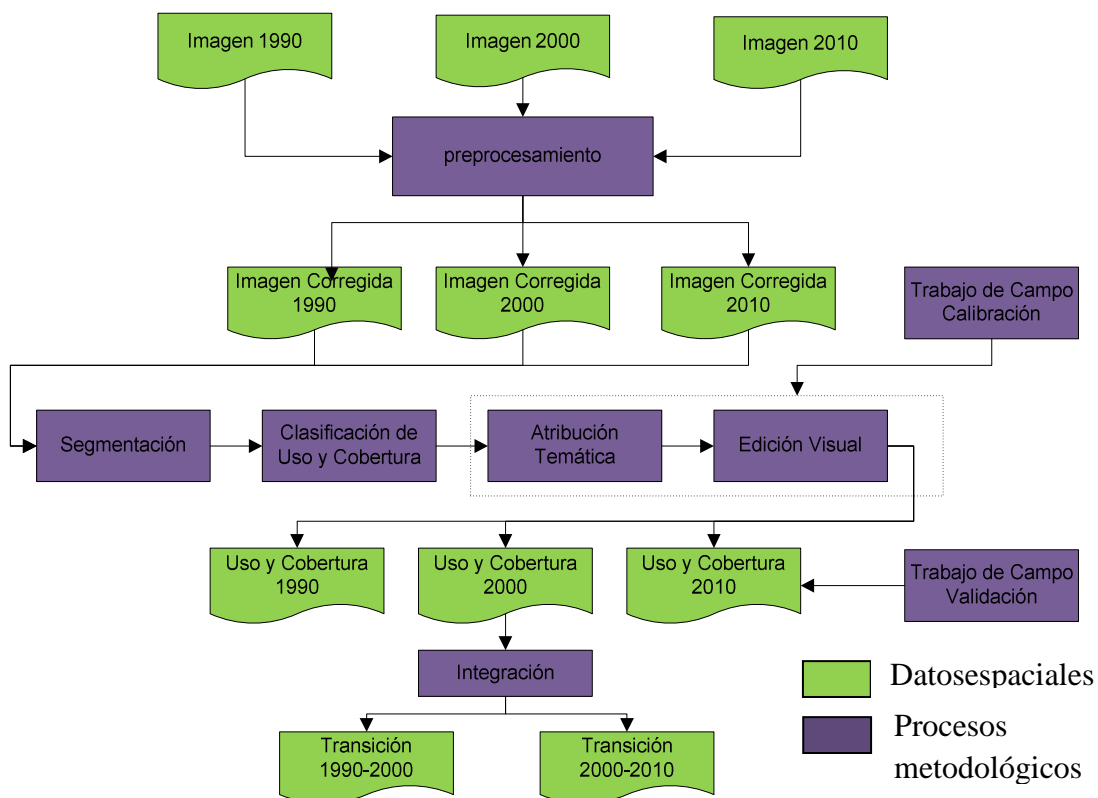 Imagen 1990
Imagen 2000
Imagen 2010
preprocesamiento
Imagen Corregida
1990
Imagen Corregida
2000
Imagen Corregida
2010
Trabajo de Campo
Calibración
Segmentación
Clasificación de
Uso y Cobertura
Atribución
Temática
Edición Visual
Uso y Cobertura
1990
Uso y Cobertura
2000
Uso y Cobertura
2010
Trabajo de Campo
Validación
Integración
Transición
1990-2000
Transición
2000-2010
Datosespaciales
Procesos
metodológicos